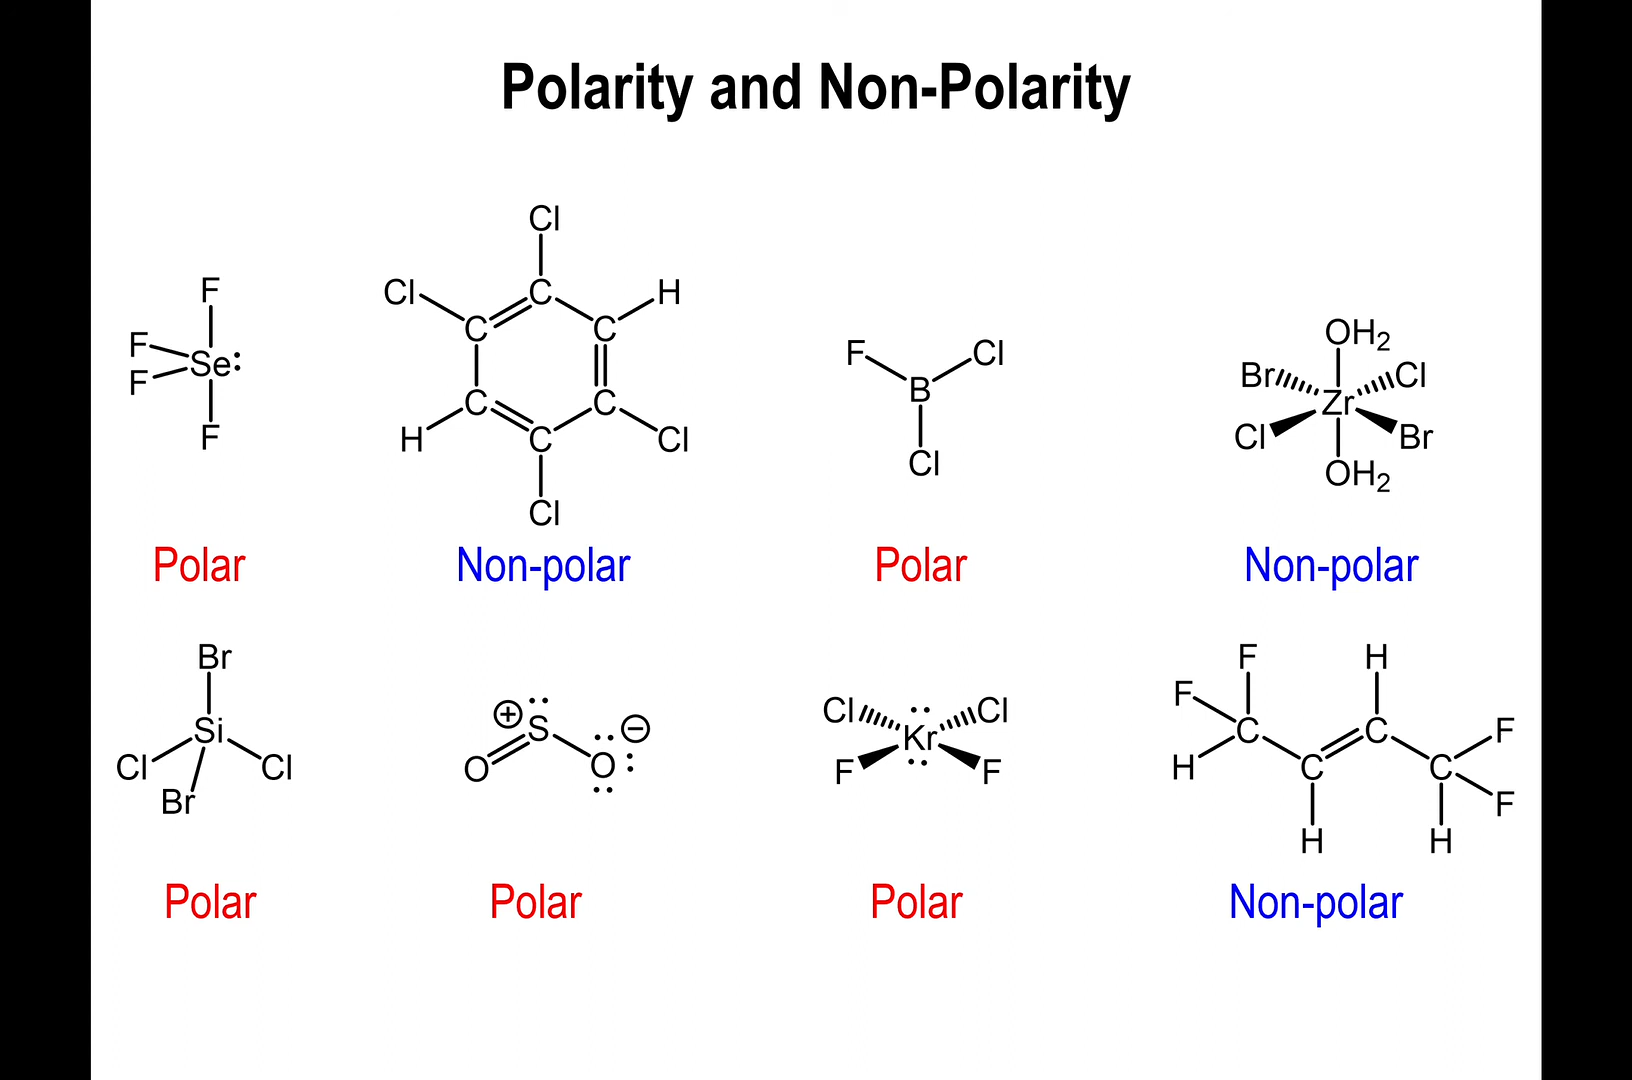 Polarity and Non-Polarity
F
F
F
Se:
F
Cl
Cl
C
H
C
C
C
C
H
C
Cl
Cl
F
Cl
B
Cl
OH2
Br
Cl
Zr
Cl
Br
OH2
Polar
Non-polar
Polar
Non-polar
Br
Si
Cl
Cl
Br
+
S
−
O
O
Cl
Cl
Kr
F
F
F
H
F
C
C
F
H
C
C
F
H
H
Polar
Polar
Polar
Non-polar